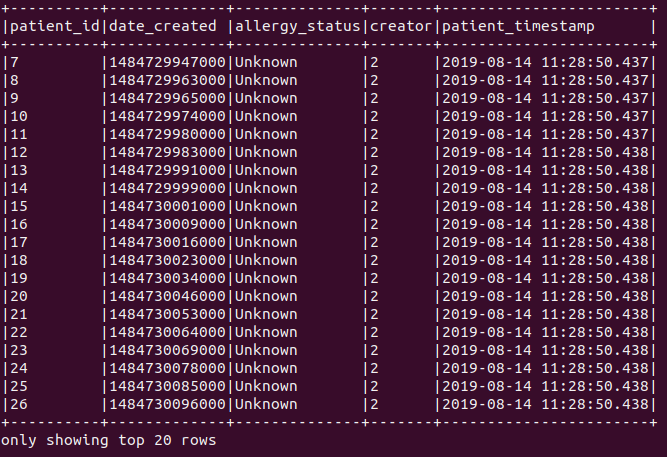 +----------+-------------+--------------+-------+-----------------------+
|patient_id|date_created |allergy_status|creator|patient_timestamp      |
+----------+-------------+--------------+-------+-----------------------+
|7         |1484729947000|Unknown       |2      |2019-08-14 11:28:50.437|
|8         |1484729963000|Unknown       |2      |2019-08-14 11:28:50.437|
|9         |1484729965000|Unknown       |2      |2019-08-14 11:28:50.437|
|10        |1484729974000|Unknown       |2      |2019-08-14 11:28:50.437|
|11        |1484729980000|Unknown       |2      |2019-08-14 11:28:50.437|
|12        |1484729983000|Unknown       |2      |2019-08-14 11:28:50.438|
|13        |1484729991000|Unknown       |2      |2019-08-14 11:28:50.438|
|14        |1484729999000|Unknown       |2      |2019-08-14 11:28:50.438|
|15        |1484730001000|Unknown       |2      |2019-08-14 11:28:50.438|
|16        |1484730009000|Unknown       |2      |2019-08-14 11:28:50.438|
|17        |1484730016000|Unknown       |2      |2019-08-14 11:28:50.438|
|18        |1484730023000|Unknown       |2      |2019-08-14 11:28:50.438|
|19        |1484730034000|Unknown       |2      |2019-08-14 11:28:50.438|
|20        |1484730046000|Unknown       |2      |2019-08-14 11:28:50.438|
|21        |1484730053000|Unknown       |2      |2019-08-14 11:28:50.438|
|22        |1484730064000|Unknown       |2      |2019-08-14 11:28:50.438|
|23        |1484730069000|Unknown       |2      |2019-08-14 11:28:50.438|
|24        |1484730078000|Unknown       |2      |2019-08-14 11:28:50.438|
|25        |1484730085000|Unknown       |2      |2019-08-14 11:28:50.438|
|26        |1484730096000|Unknown       |2      |2019-08-14 11:28:50.438|
+----------+-------------+--------------+-------+-----------------------+
only showing top 20 rows